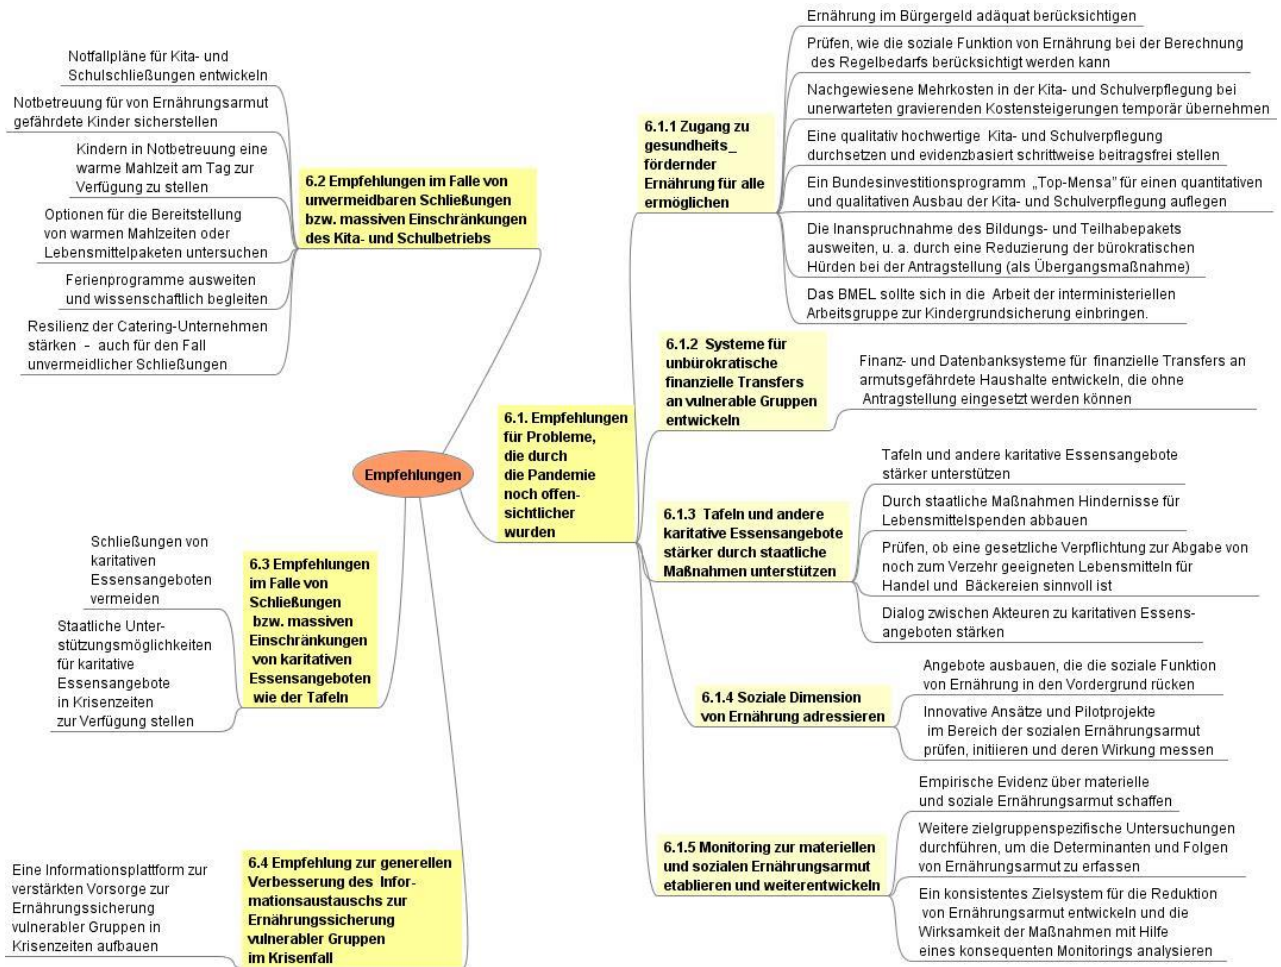 Empfehlungen
6.1. Empfehlungen
für Probleme,
die durch
die Pandemie
noch offen-
sichtlicher
wurden
6.1.1 Zugang zu
gesundheits_
fördernder
Ernährung für alle
ermöglichen
Ernährung im Bürgergeld adäquat berücksichtigen
Prüfen, wie die soziale Funktion von Ernährung bei der Berechnung
des Regelbedarfs berücksichtigt werden kann
Nachgewiesene Mehrkosten in der Kita- und Schulverpflegung bei
unerwarteten gravierenden Kostensteigerungen temporär übernehmen
Eine qualitativ hochwertige Kita- und Schulverpflegung
durchsetzen und evidenzbasiert schrittweise beitragsfrei stellen
Ein Bundesinvestitionsprogramm „Top-Mensa" für einen quantitativen
und qualitativen Ausbau der Kita- und Schulverpflegung auflegen
Die Inanspruchnahme des Bildungs- und Teilhabepakets
ausweiten, u. a. durch eine Reduzierung der bürokratischen
Hürden bei der Antragstellung (als Übergangsmaßnahme)
Das BMEL sollte sich in die Arbeit der interministeriellen
Arbeitsgruppe zur Kindergrundsicherung einbringen.
6.1.2 Systeme für
unbürokratische
finanzielle Transfers
an vulnerable Gruppen
entwickeln
Finanz- und Datenbanksysteme für finanzielle Transfers an
armutsgefährdete Haushalte entwickeln, die ohne
Antragstellung eingesetzt werden können
6.1.3 Tafeln und andere
karitative Essensangebote
stärker durch staatliche
Maßnahmen unterstützen
Tafeln und andere karitative Essensangebote
stärker unterstützen
Durch staatliche Maßnahmen Hindernisse für
Lebensmittelspenden abbauen
Prüfen, ob eine gesetzliche Verpflichtung zur Abgabe von
noch zum Verzehr geeigneten Lebensmitteln für
Handel und Bäckereien sinnvoll ist
Dialog zwischen Akteuren zu karitativen Essens-
angeboten stärken
6.1.4 Soziale Dimension
von Ernährung adressieren
Angebote ausbauen, die die soziale Funktion
von Ernährung in den Vordergrund rücken
Innovative Ansätze und Pilotprojekte
im Bereich der sozialen Ernährungsarmut
prüfen, initiieren und deren Wirkung messen
6.1.5 Monitoring zur materiellen
und sozialen Ernährungsarmut
etablieren und weiterentwickeln
Empirische Evidenz über materielle
und soziale Ernährungsarmut schaffen
Weitere zielgruppenspezifische Untersuchungen
durchführen, um die Determinanten und Folgen
von Ernährungsarmut zu erfassen
Ein konsistentes Zielsystem für die Reduktion
von Ernährungsarmut entwickeln und die
Wirksamkeit der Maßnahmen mit Hilfe
eines konsequenten Monitorings analysieren
6.2 Empfehlungen im Falle von
unvermeidbaren Schließungen
bzw. massiven Einschränkungen
des Kita- und Schulbetriebs
Notfallpläne für Kita- und
Schulschließungen entwickeln
Notbetreuung für von Ernährungsarmut
gefährdete Kinder sicherstellen
Kindern in Notbetreuung eine
warme Mahlzeit am Tag zur
Verfügung zu stellen
Optionen für die Bereitstellung
von warmen Mahlzeiten oder
Lebensmittelpaketen untersuchen
Ferienprogramme ausweiten
und wissenschaftlich begleiten
Resilienz der Catering-Unternehmen
stärken - auch für den Fall
unvermeidlicher Schließungen
6.3 Empfehlungen
im Falle von
Schließungen
bzw. massiven
Einschränkungen
von karitativen
Essensangeboten
wie der Tafeln
Schließungen von
karitativen
Essensangeboten
vermeiden
Staatliche Unter-
stützungsmöglichkeiten
für karitative
Essensangebote
in Krisenzeiten
zur Verfügung stellen
6.4 Empfehlung zur generellen
Verbesserung des Infor-
mationsaustauschs zur
Ernährungssicherung
vulnerabler Gruppen
im Krisenfall
Eine Informationsplattform zur
verstärkten Vorsorge zur
Ernährungssicherung
vulnerabler Gruppen in
Krisenzeiten aufbauen